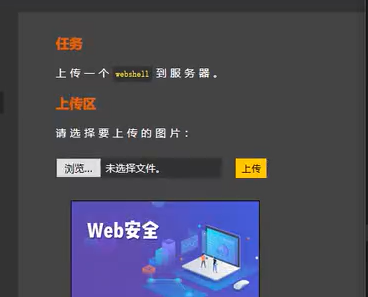 任务
上传一个 webshell 到服务器。
上传区
请选择要上传的图片：
浏览... 未选择文件。 上传
Web安全